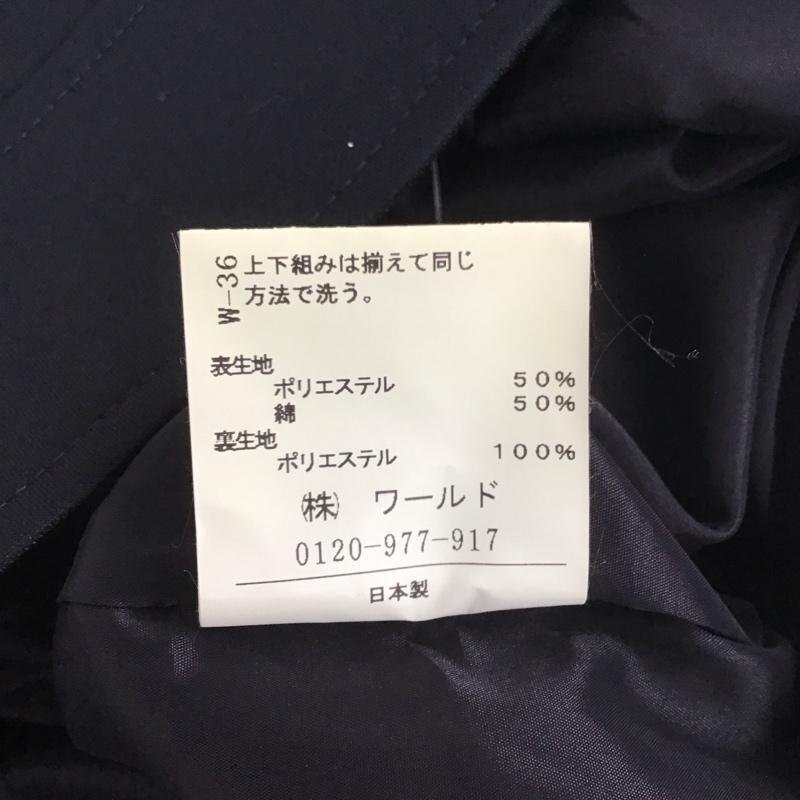 W-36
上下組みは揃えて同じ
方法で洗う。
表生地
ポリエステル 50%
綿 50%
裏生地
ポリエステル 100%
㈱ ワールド
0120-977-917
日本製